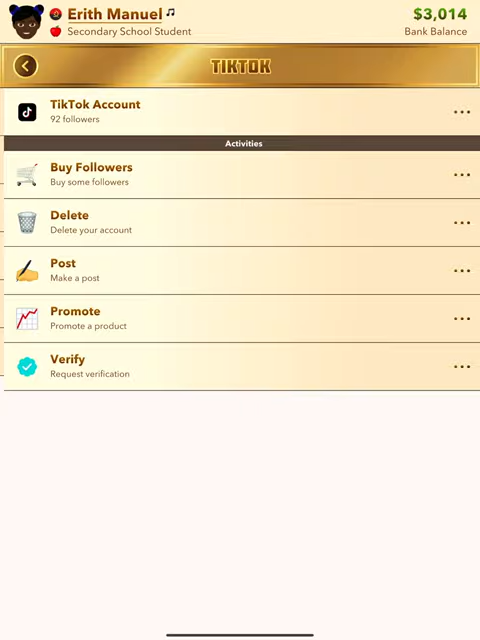 Erith Manuel
$3,014
Secondary School Student
Bank Balance
TIKTOK
TikTok Account
92 followers
Activities
Buy Followers
Buy some followers
Delete
Delete your account
Post
Make a post
Promote
Promote a product
Verify
Request verification